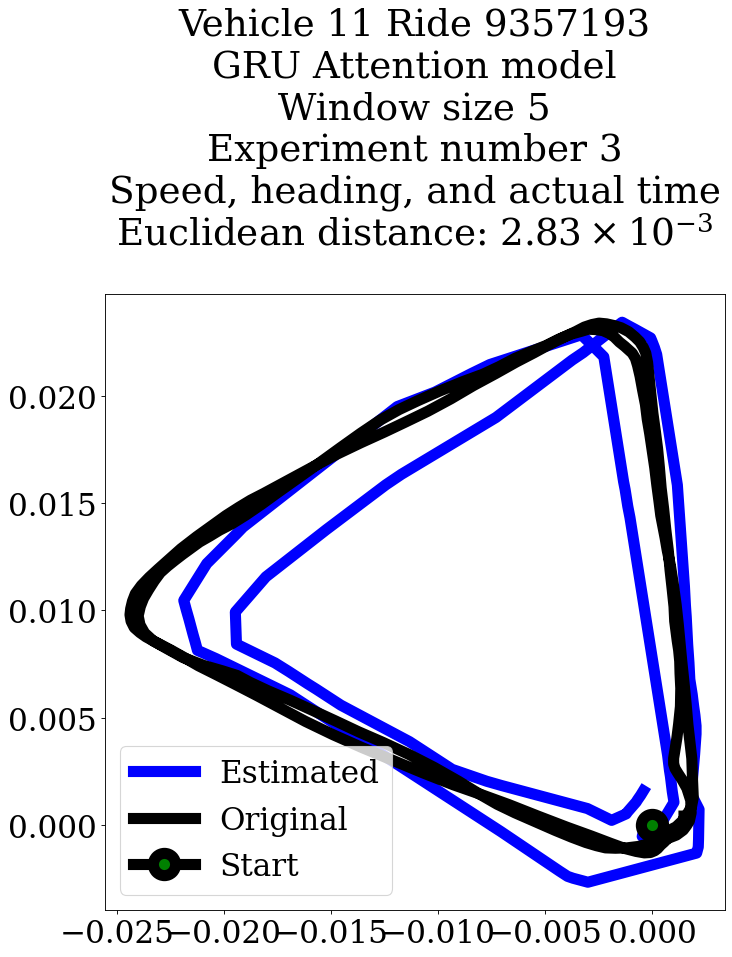 Vehicle 11 Ride 9357193
GRU Attention model
Window size 5
Experiment number 3
Speed, heading, and actual time
Euclidean distance: 2.83 × 10⁻³
0.020
0.015
0.010
0.005
0.000
Estimated
Original
Start
−0.025 −0.020 −0.015 −0.010 −0.005 0.000